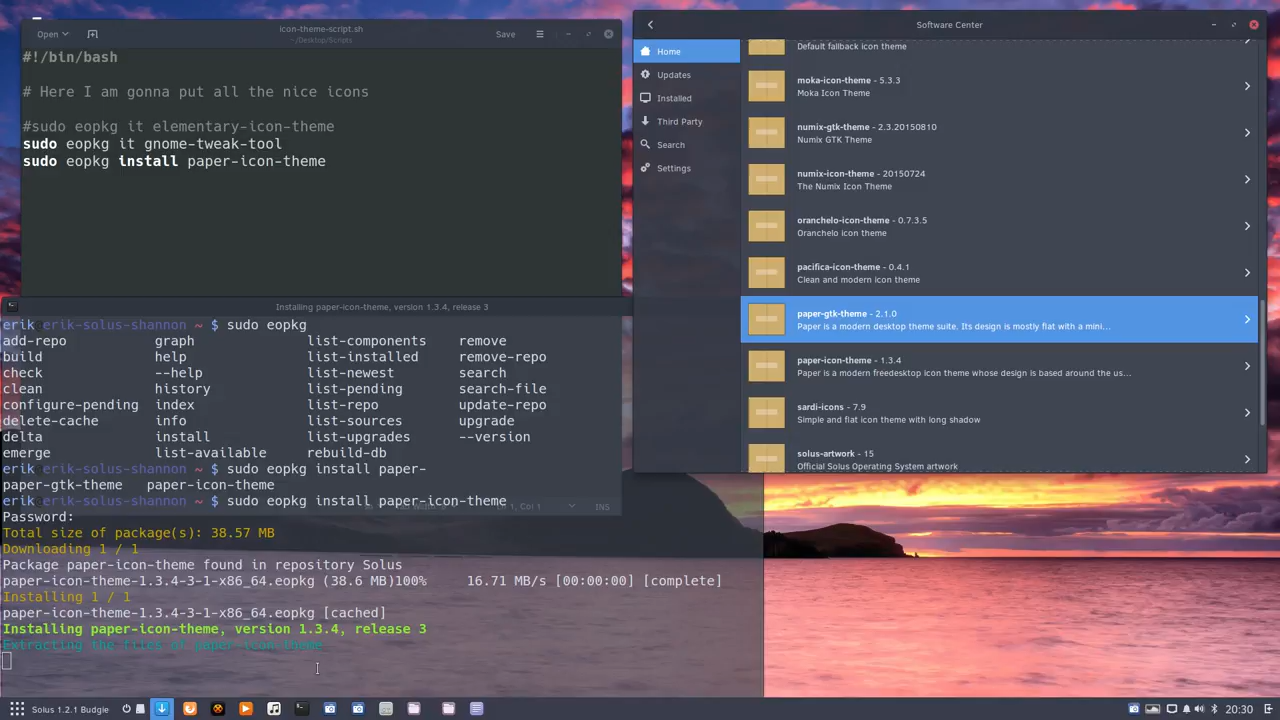 Open
icon-theme-script.sh
~/Desktop/Scripts
Save
#!/bin/bash
# Here I am gonna put all the nice icons
#sudo eopkg it elementary-icon-theme
sudo eopkg it gnome-tweak-tool
sudo eopkg install paper-icon-theme
Ln 1, Col 1
INS
Installing paper-icon-theme, version 1.3.4, release 3
erik erik-solus-shannon ~ $ sudo eopkg
add-repo graph list-components remove
build help list-installed remove-repo
check --help list-newest search
clean history list-pending search-file
configure-pending index list-repo update-repo
delete-cache info list-sources upgrade
delta install list-upgrades --version
emerge list-available rebuild-db
erik erik-solus-shannon ~ $ sudo eopkg install paper-
paper-gtk-theme paper-icon-theme
erik erik-solus-shannon ~ $ sudo eopkg install paper-icon-theme
Password:
Total size of package(s): 38.57 MB
Downloading 1 / 1
Package paper-icon-theme found in repository Solus
paper-icon-theme-1.3.4-3-1-x86_64.eopkg (38.6 MB)100% 16.71 MB/s [00:00:00] [complete]
Installing 1 / 1
paper-icon-theme-1.3.4-3-1-x86_64.eopkg [cached]
Installing paper-icon-theme, version 1.3.4, release 3
Extracting the files of paper-icon-theme
Software Center
Home
Updates
Installed
Third Party
Search
Settings
Default fallback icon theme
moka-icon-theme - 5.3.3
Moka Icon Theme
numix-gtk-theme - 2.3.20150810
Numix GTK Theme
numix-icon-theme - 20150724
The Numix Icon Theme
oranchelo-icon-theme - 0.7.3.5
Oranchelo icon theme
pacifica-icon-theme - 0.4.1
Clean and modern icon theme
paper-gtk-theme - 2.1.0
Paper is a modern desktop theme suite. Its design is mostly flat with a mini...
paper-icon-theme - 1.3.4
Paper is a modern freedesktop icon theme whose design is based around the us...
sardi-icons - 7.9
Simple and flat icon theme with long shadow
solus-artwork - 15
Official Solus Operating System artwork
Solus 1.2.1 Budgie
20:30